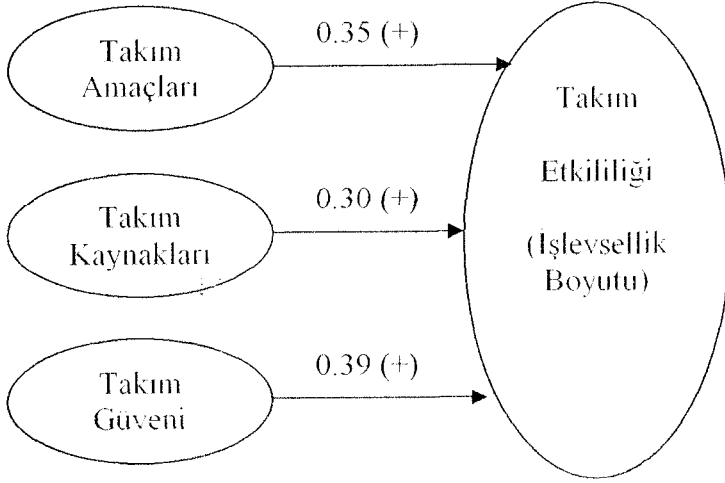 0.35 (+)
Takım
Amaçları
Takım
Etkililiği
(İşlevsellik
Boyutu)
0.30 (+)
Takım
Kaynakları
0.39 (+)
Takım
Güveni